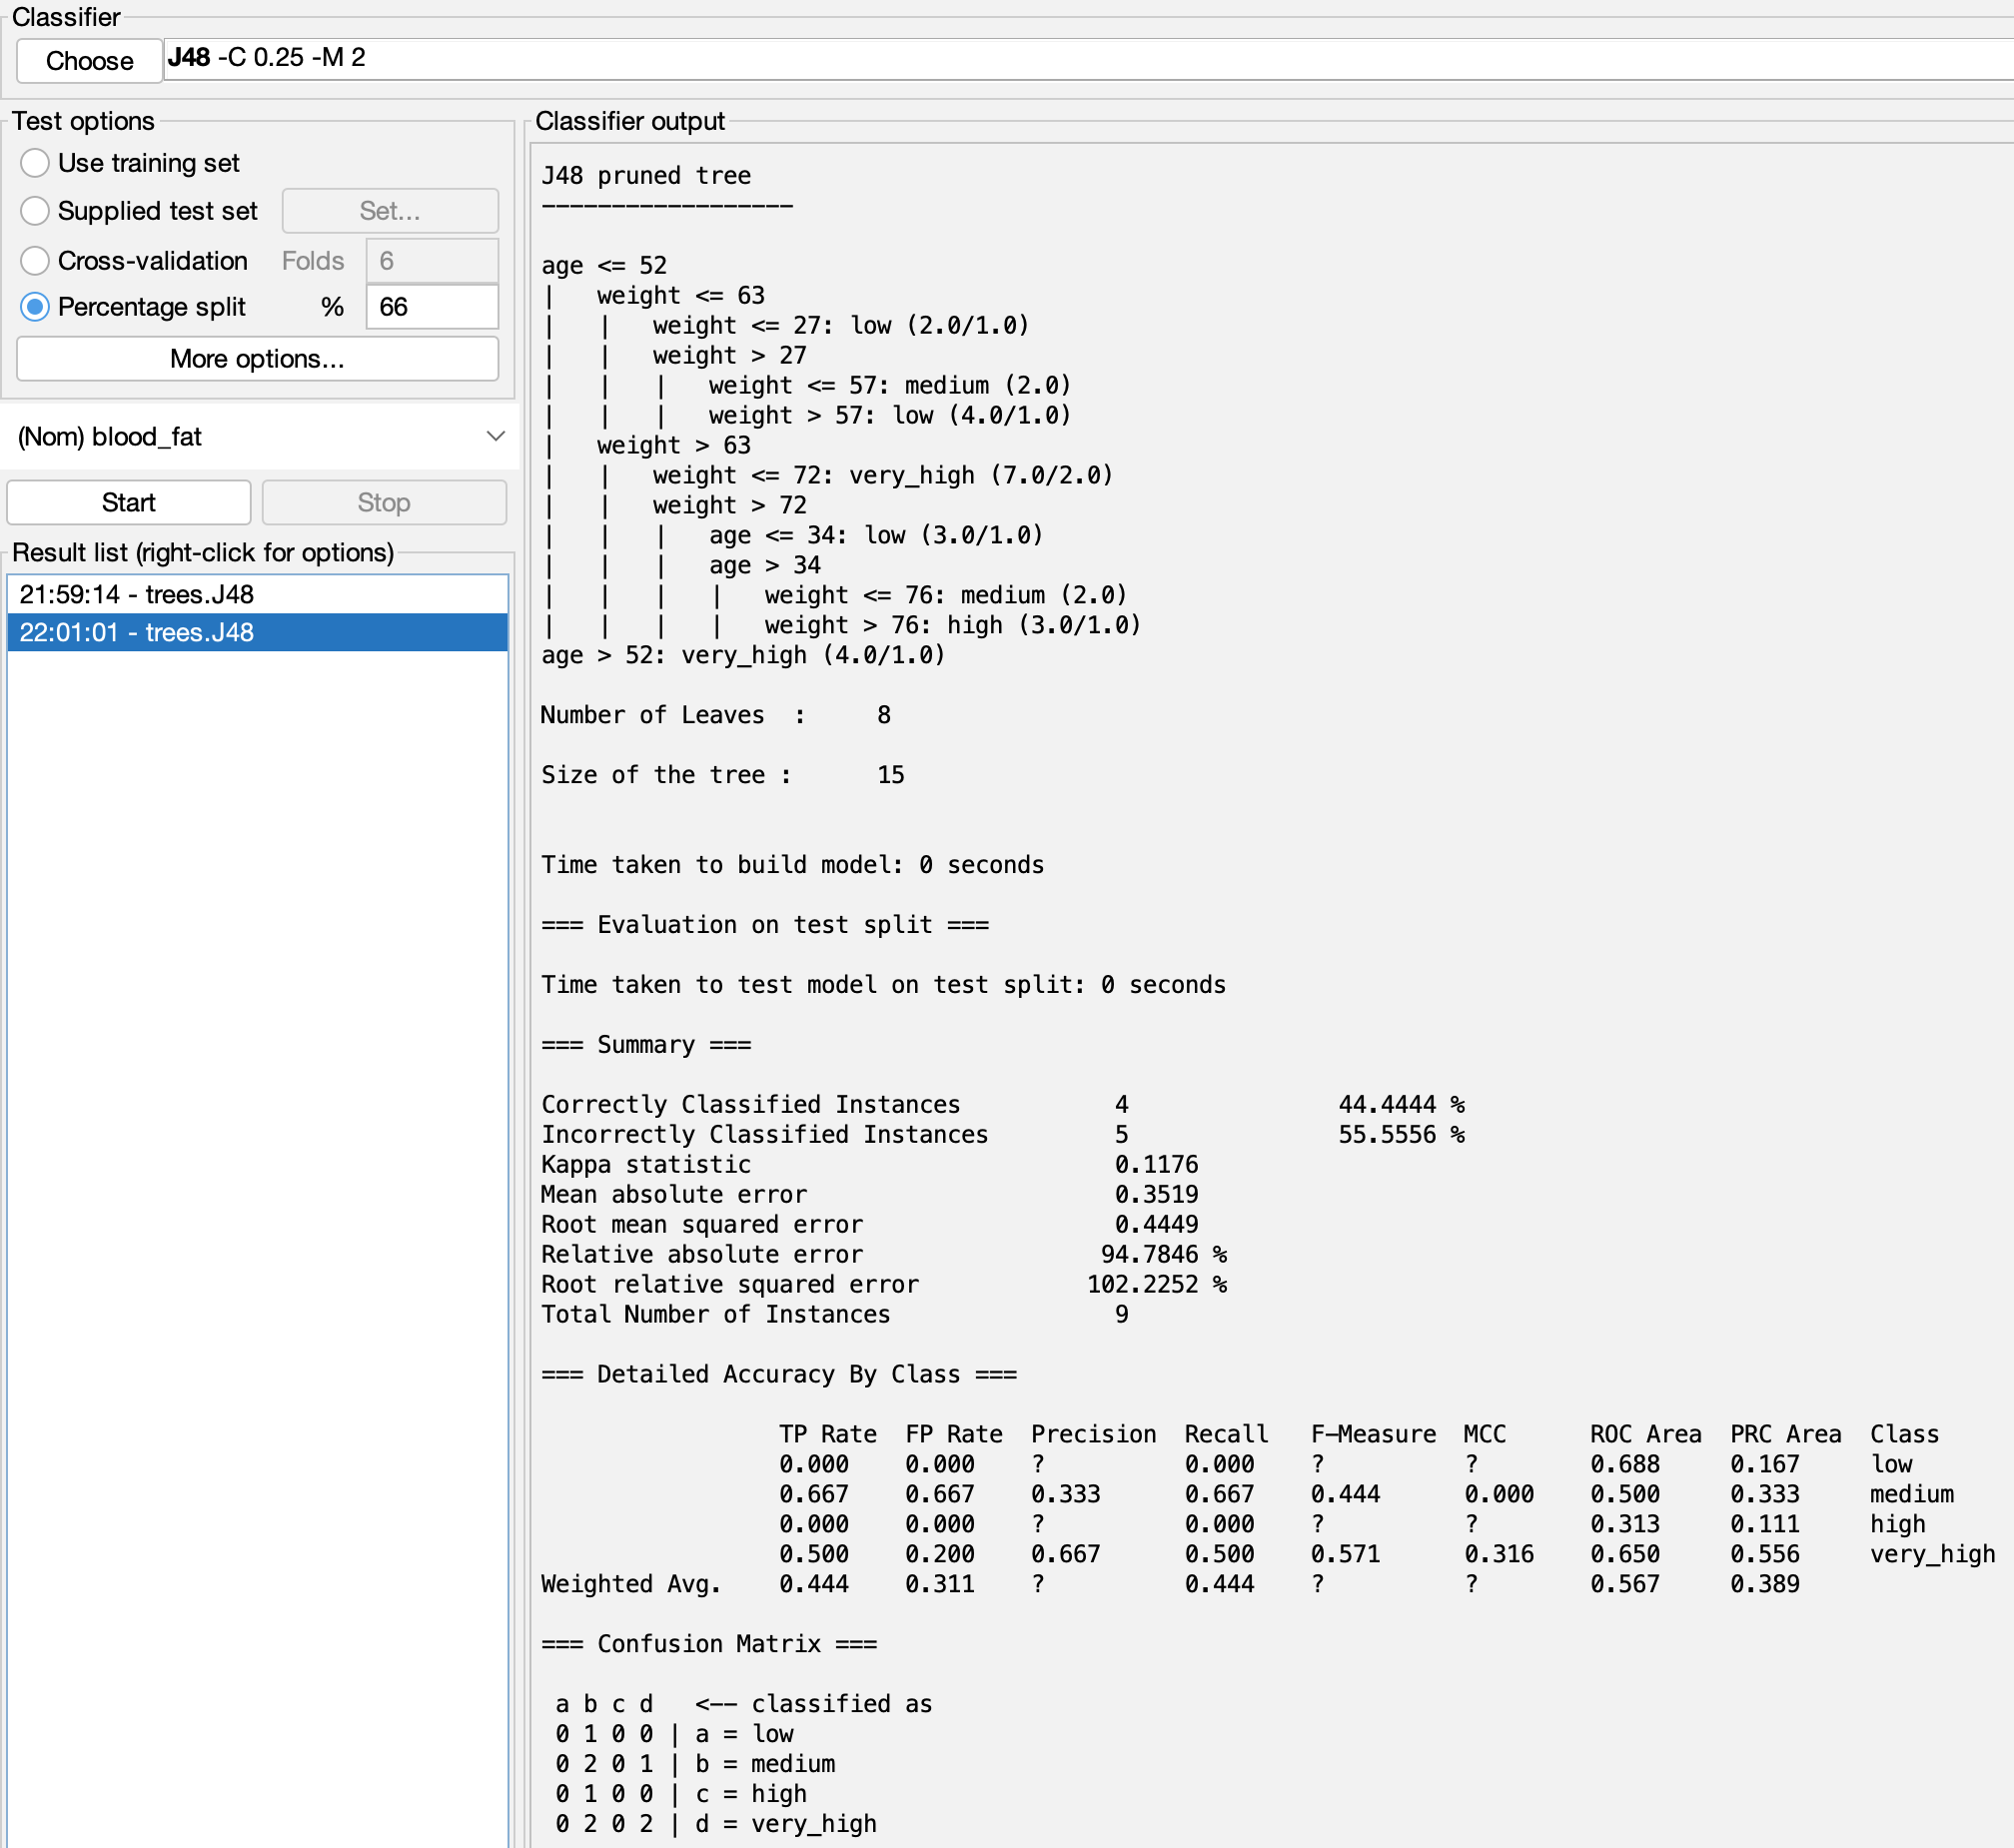 Classifier
Choose J48 -C 0.25 -M 2
Test options
Use training set
Supplied test set Set...
Cross-validation Folds 6
Percentage split % 66
More options...
(Nom) blood_fat
Start Stop
Result list (right-click for options)
21:59:14 - trees.J48
22:01:01 - trees.J48
Classifier output
J48 pruned tree
------------------
age <= 52
|   weight <= 63
|   |   weight <= 27: low (2.0/1.0)
|   |   weight > 27
|   |   |   weight <= 57: medium (2.0)
|   |   |   weight > 57: low (4.0/1.0)
|   weight > 63
|   |   weight <= 72: very_high (7.0/2.0)
|   |   weight > 72
|   |   |   age <= 34: low (3.0/1.0)
|   |   |   age > 34
|   |   |   |   weight <= 76: medium (2.0)
|   |   |   |   weight > 76: high (3.0/1.0)
age > 52: very_high (4.0/1.0)
Number of Leaves  :     8
Size of the tree :      15
Time taken to build model: 0 seconds
=== Evaluation on test split ===
Time taken to test model on test split: 0 seconds
=== Summary ===
Correctly Classified Instances           4               44.4444 %
Incorrectly Classified Instances         5               55.5556 %
Kappa statistic                          0.1176
Mean absolute error                      0.3519
Root mean squared error                  0.4449
Relative absolute error                 94.7846 %
Root relative squared error            102.2252 %
Total Number of Instances                9
=== Detailed Accuracy By Class ===
TP Rate  FP Rate  Precision  Recall   F-Measure  MCC      ROC Area  PRC Area  Class
0.000    0.000    ?          0.000    ?          ?        0.688     0.167     low
0.667    0.667    0.333      0.667    0.444      0.000    0.500     0.333     medium
0.000    0.000    ?          0.000    ?          ?        0.313     0.111     high
0.500    0.200    0.667      0.500    0.571      0.316    0.650     0.556     very_high
Weighted Avg.    0.444    0.311    ?          0.444    ?          ?        0.567     0.389
=== Confusion Matrix ===
a b c d   <-- classified as
0 1 0 0 | a = low
0 2 0 1 | b = medium
0 1 0 0 | c = high
0 2 0 2 | d = very_high